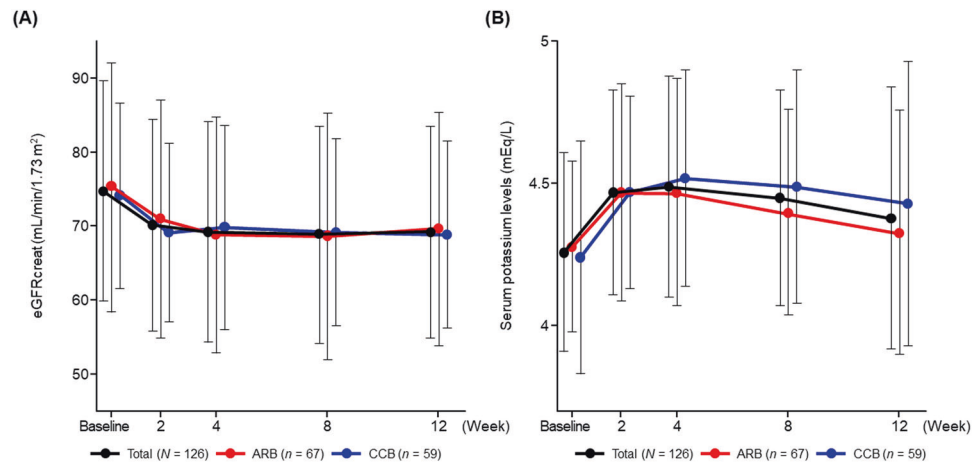 (A)
eGFRcreat (mL/min/1.73 m²)
90
80
70
60
50
Baseline 2 4 8 12 (Week)
Total (N = 126) ARB (n = 67) CCB (n = 59)
(B)
Serum potassium levels (mEq/L)
5
4.5
4
Baseline 2 4 8 12 (Week)
Total (N = 126) ARB (n = 67) CCB (n = 59)